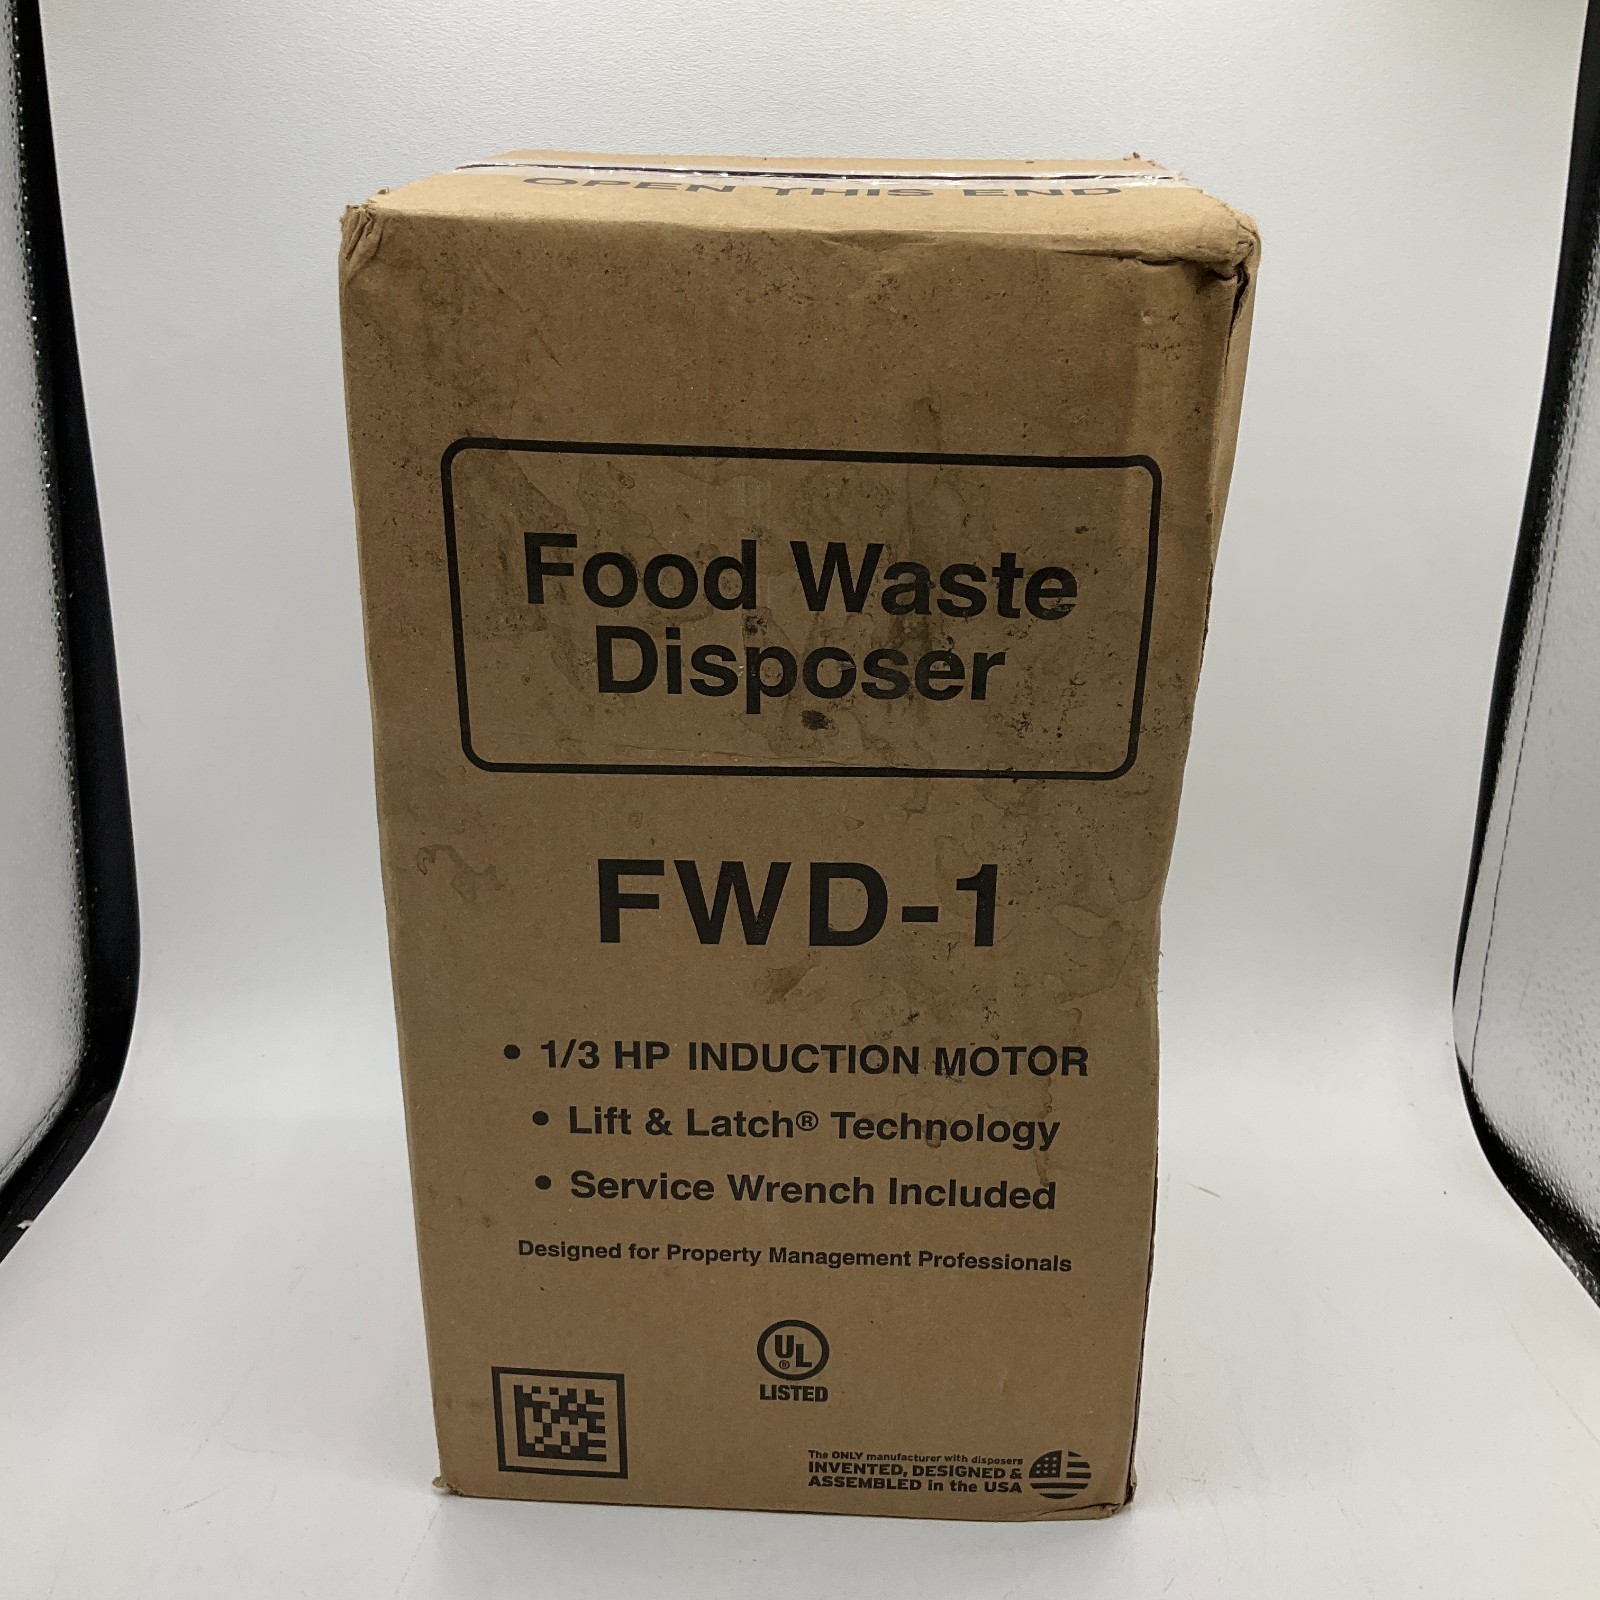 OPEN THIS END
Food Waste
Disposer
FWD-1
• 1/3 HP INDUCTION MOTOR
• Lift & Latch® Technology
• Service Wrench Included
Designed for Property Management Professionals
UL
®
LISTED
The ONLY manufacturer with disposers
INVENTED, DESIGNED &
ASSEMBLED in the USA